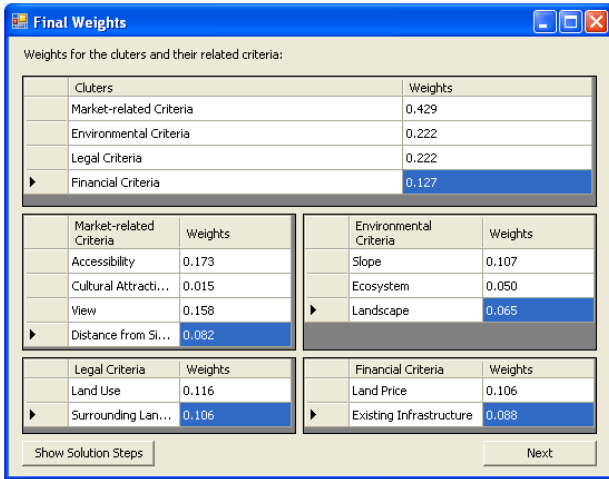 Final Weights
Weights for the cluters and their related criteria:
Cluters Weights
Market-related Criteria 0.429
Environmental Criteria 0.222
Legal Criteria 0.222
Financial Criteria 0.127
Market-related
Criteria Weights
Accessibility 0.173
Cultural Attracti... 0.015
View 0.158
Distance from Si... 0.082
Environmental
Criteria Weights
Slope 0.107
Ecosystem 0.050
Landscape 0.065
Legal Criteria Weights
Land Use 0.116
Surrounding Lan... 0.106
Financial Criteria Weights
Land Price 0.106
Existing Infrastructure 0.088
Show Solution Steps
Next